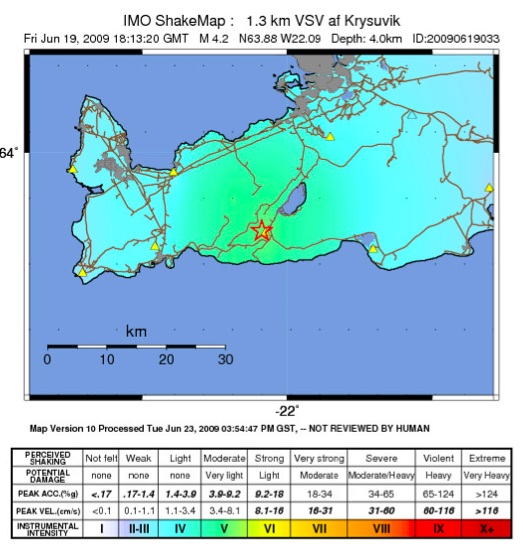 IMO ShakeMap : 1.3 km VSV af Krysuvik
Fri Jun 19, 2009 18:13:20 GMT M 4.2 N63.88 W22.09 Depth: 4.0km ID:20090619033
64°
km
0 10 20 30
-22°
Map Version 10 Processed Tue Jun 23, 2009 03:54:47 PM GST, -- NOT REVIEWED BY HUMAN
PERCEIVED SHAKING Not felt Weak Light Moderate Strong Very strong Severe Violent Extreme
POTENTIAL DAMAGE none none none Very light Light Moderate Moderate/Heavy Heavy Very Heavy
PEAK ACC.(%g) <.17 .17-1.4 1.4-3.9 3.9-9.2 9.2-18 18-34 34-65 65-124 >124
PEAK VEL.(cm/s) <0.1 0.1-1.1 1.1-3.4 3.4-8.1 8.1-16 16-31 31-60 60-116 >116
INSTRUMENTAL INTENSITY I II-III IV V VI VII VIII IX X+